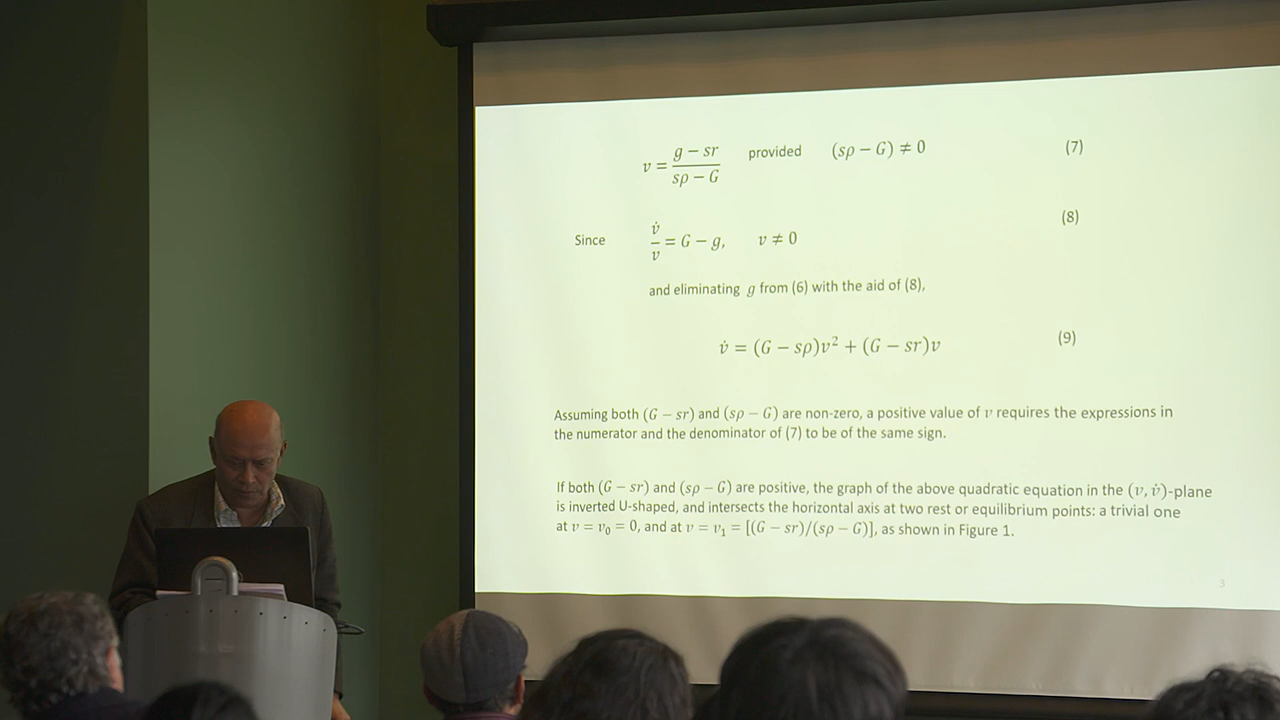 v = (g − sr)/(sρ − G) provided (sρ − G) ≠ 0 (7)
Since v̇/v = G − g, v ≠ 0 (8)
and eliminating g from (6) with the aid of (8),
v̇ = (G − sρ)v² + (G − sr)v (9)
Assuming both (G − sr) and (sρ − G) are non-zero, a positive value of v requires the expressions in
the numerator and the denominator of (7) to be of the same sign.
If both (G − sr) and (sρ − G) are positive, the graph of the above quadratic equation in the (v, v̇)-plane
is inverted U-shaped, and intersects the horizontal axis at two rest or equilibrium points: a trivial one
at v = v₀ = 0, and at v = v₁ = [(G − sr)/(sρ − G)], as shown in Figure 1.
3